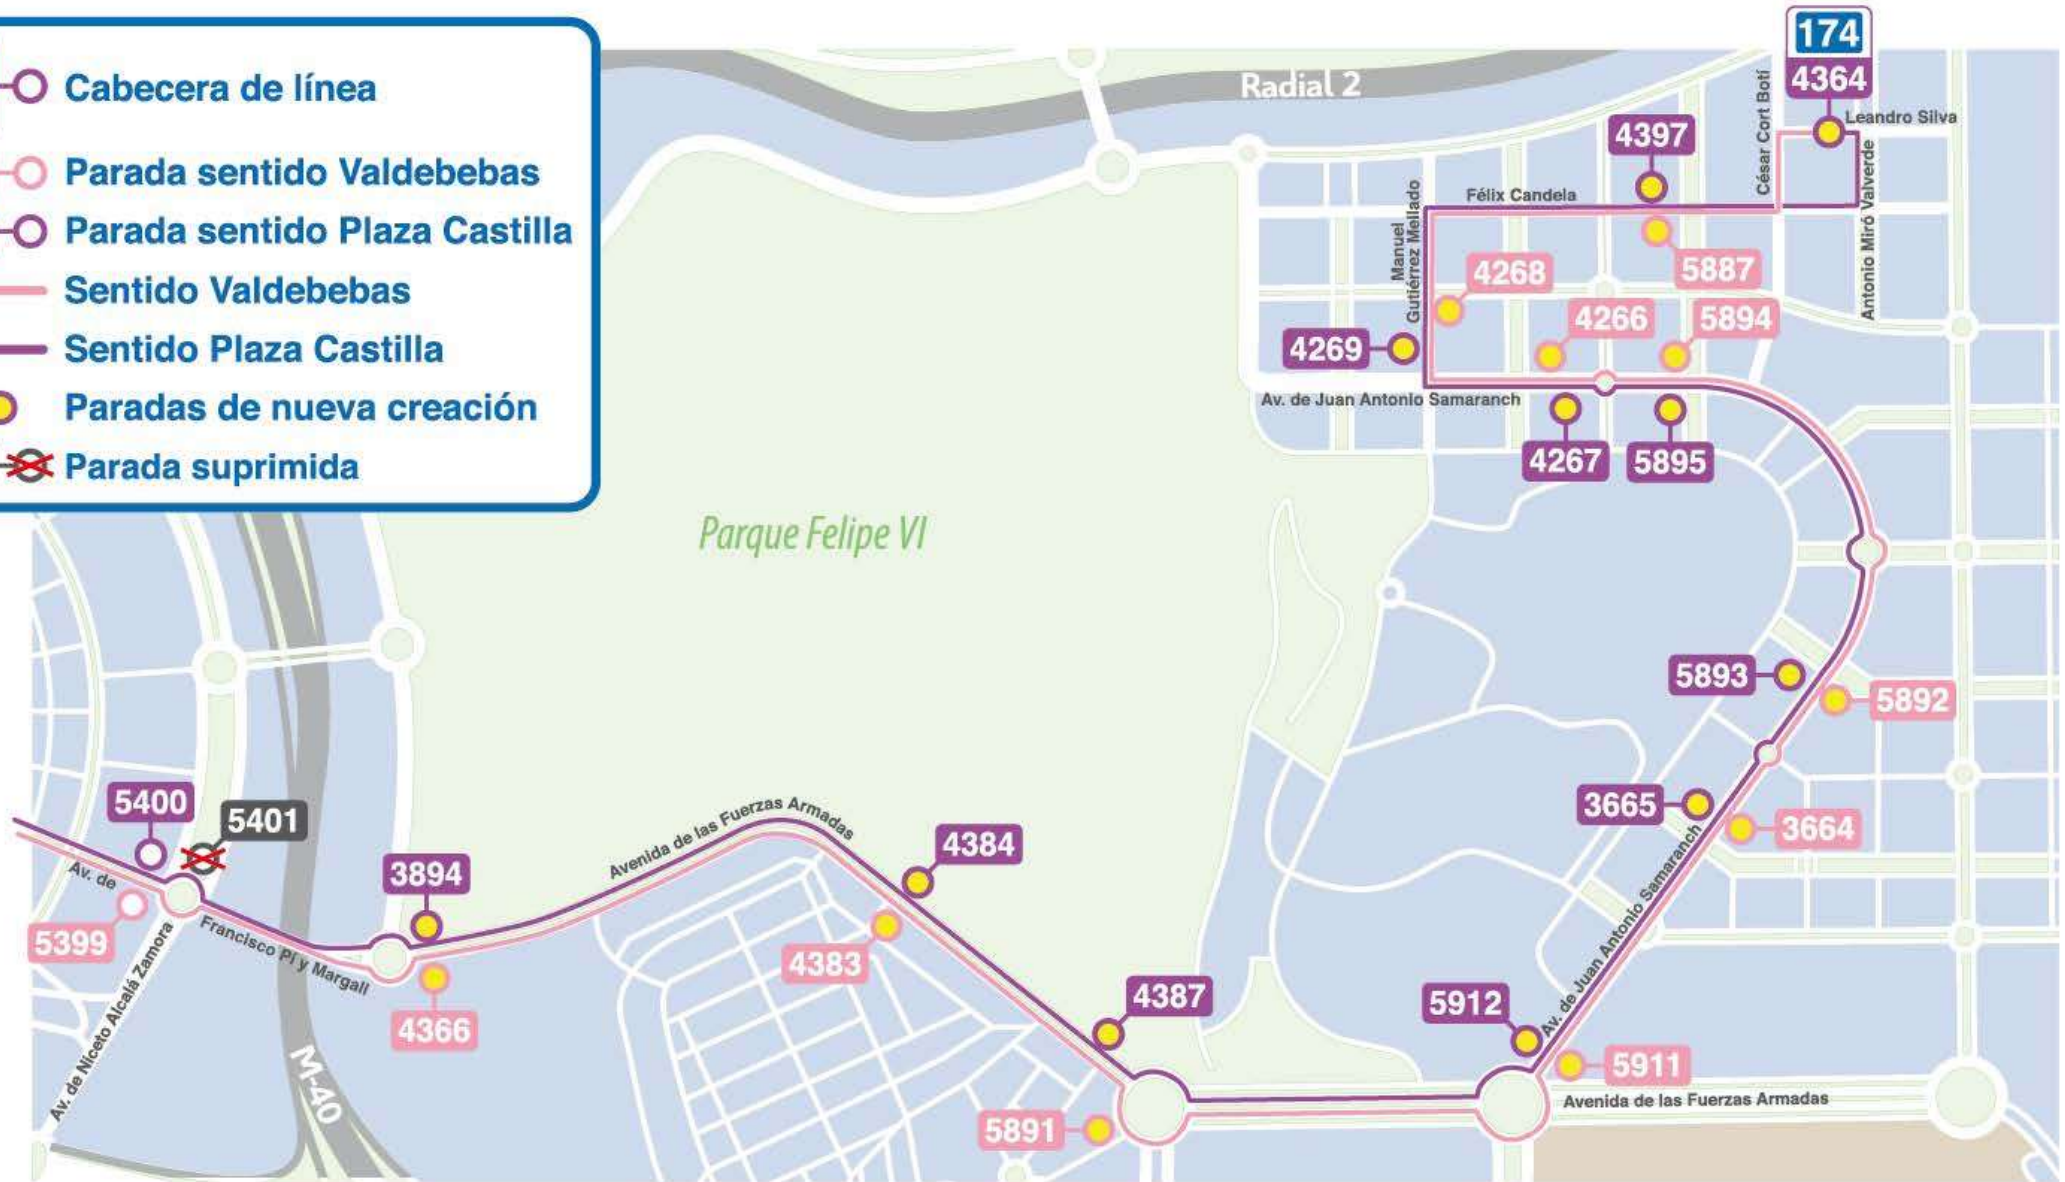 Cabecera de línea
Parada sentido Valdebebas
Parada sentido Plaza Castilla
Sentido Valdebebas
Sentido Plaza Castilla
Paradas de nueva creación
Parada suprimida
Radial 2
174
4364
Leandro Silva
César Cort Botí
Antonio Miró Valverde
4397
Félix Candela
5887
Manuel
Gutiérrez Mellado
4268
4266
5894
4269
Av. de Juan Antonio Samaranch
4267
5895
Parque Felipe VI
5893
5892
3665
3664
Av. de Juan Antonio Samaranch
5912
5911
Avenida de las Fuerzas Armadas
5400
5401
Av. de
Francisco Pi y Margall
5399
Av. de Niceto Alcalá Zamora
M-40
3894
4366
Avenida de las Fuerzas Armadas
4384
4383
4387
5891